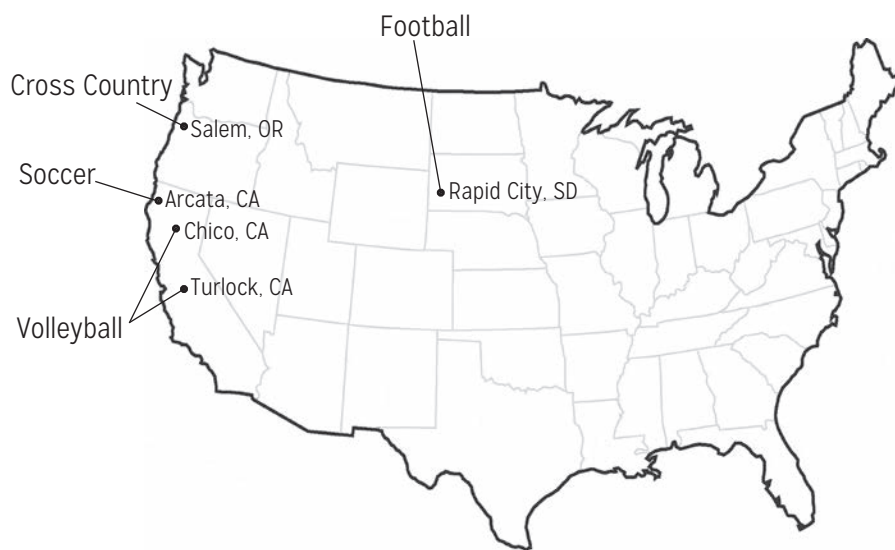 Football
Cross Country
Salem, OR
Soccer
Rapid City, SD
Arcata, CA
Chico, CA
Turlock, CA
Volleyball